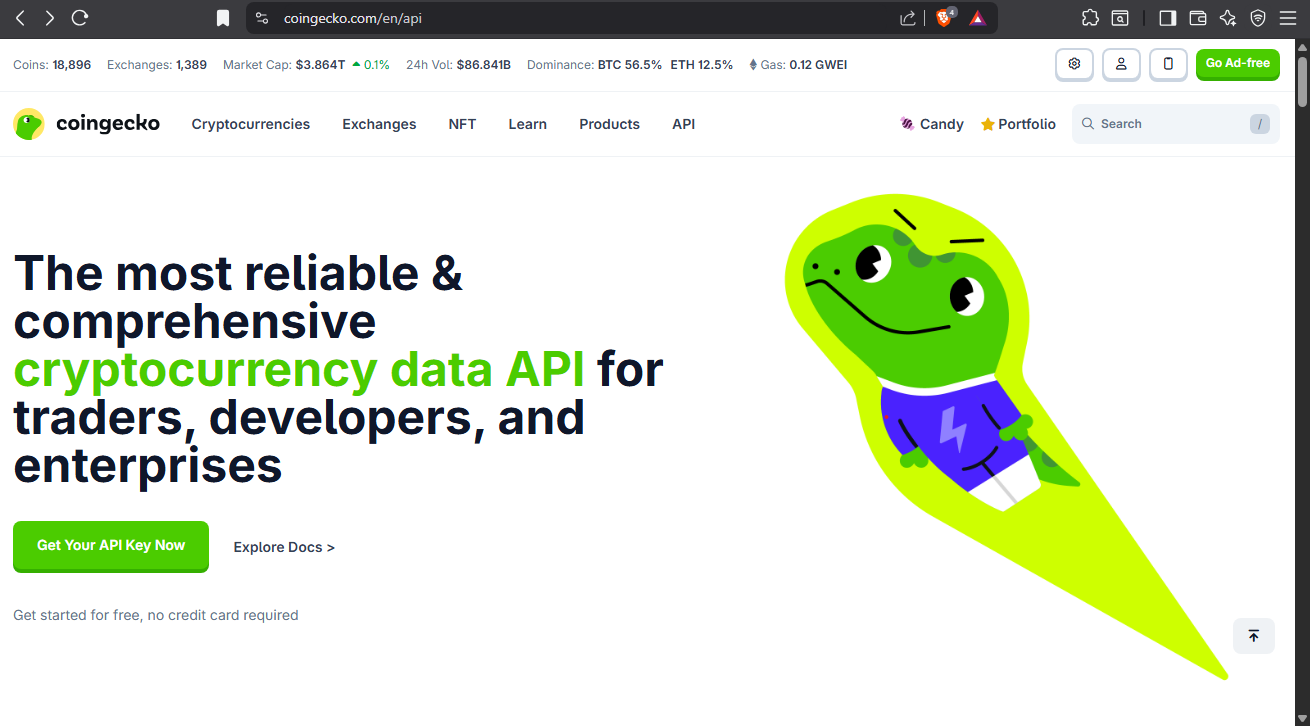 coingecko.com/en/api
4
Coins: 18,896 Exchanges: 1,389 Market Cap: $3.864T 0.1% 24h Vol: $86.841B Dominance: BTC 56.5% ETH 12.5% Gas: 0.12 GWEI
Go Ad-free
coingecko Cryptocurrencies Exchanges NFT Learn Products API Candy Portfolio Search /
The most reliable &
comprehensive
cryptocurrency data API for
traders, developers, and
enterprises
Get Your API Key Now Explore Docs >
Get started for free, no credit card required